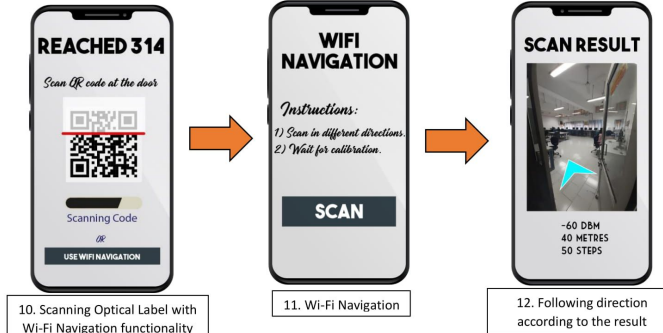 REACHED 314
Scan QR code at the door
Scanning Code
OR
USE WIFI NAVIGATION
10. Scanning Optical Label with
Wi-Fi Navigation functionality
WIFI
NAVIGATION
Instructions:
1) Scan in different directions.
2) Wait for calibration.
SCAN
11. Wi-Fi Navigation
SCAN RESULT
-60 DBM
40 METRES
50 STEPS
12. Following direction
according to the result